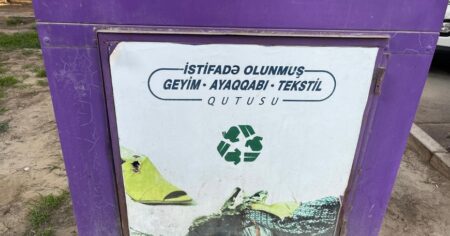 İSTİFADƏ OLUNMUŞ
GEYİM • AYAQQABI • TEKSTİL
QUTUSU